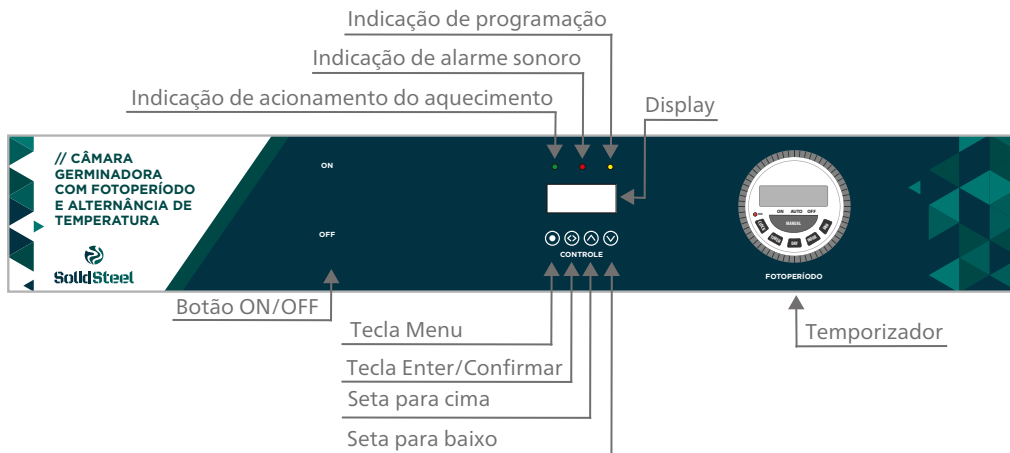 Indicação de programação
Indicação de alarme sonoro
Indicação de acionamento do aquecimento
Display
// CÂMARA
GERMINADORA
COM FOTOPERÍODO
E ALTERNÂNCIA DE
TEMPERATURA
SolidSteel
ON
OFF
CONTROLE
ON AUTO OFF
MANUAL
DAY
FOTOPERÍODO
Botão ON/OFF
Tecla Menu
Tecla Enter/Confirmar
Seta para cima
Seta para baixo
Temporizador